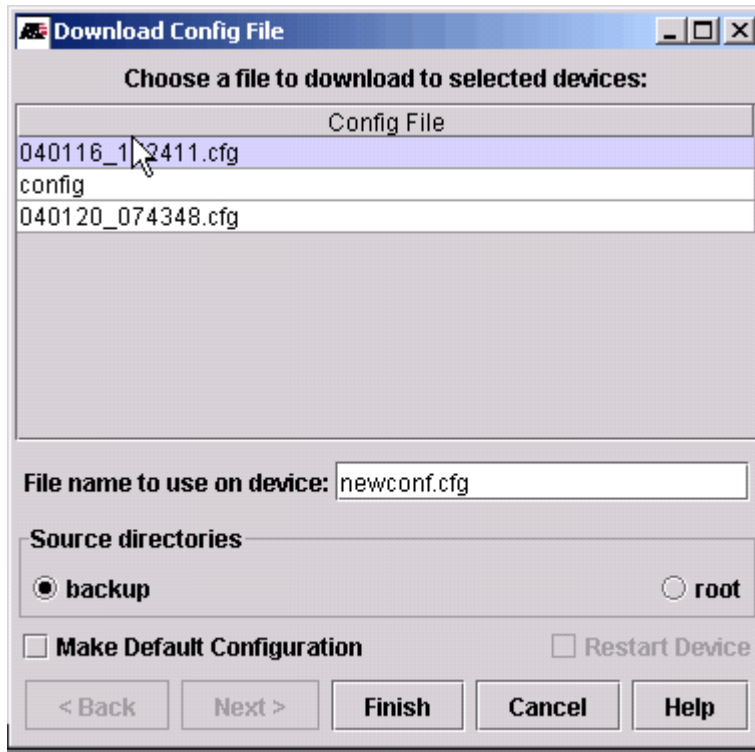 Download Config File
Choose a file to download to selected devices:
Config File
config
040120_074348.cfg
File name to use on device: newconf.cfg
Source directories
backup root
Make Default Configuration Restart Device
< Back Next > Finish Cancel Help